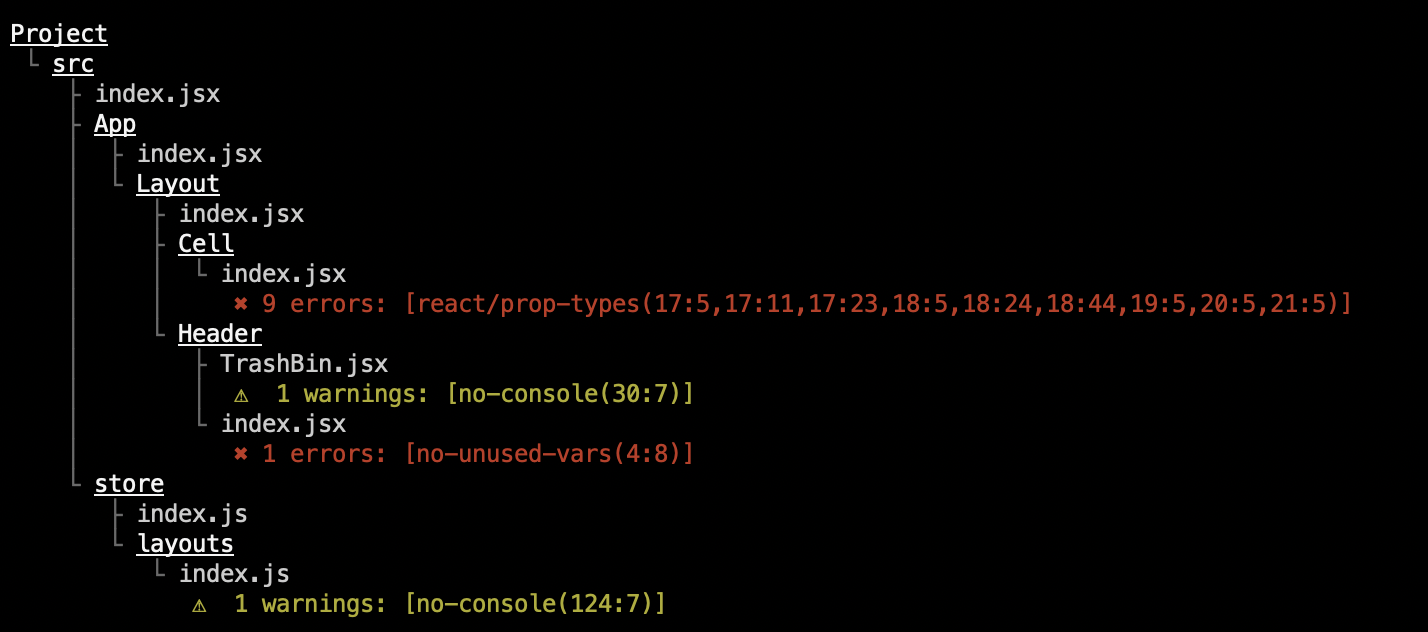 Project
src
index.jsx
App
index.jsx
Layout
index.jsx
Cell
index.jsx
✖ 9 errors: [react/prop-types(17:5,17:11,17:23,18:5,18:24,18:44,19:5,20:5,21:5)]
Header
TrashBin.jsx
⚠ 1 warnings: [no-console(30:7)]
index.jsx
✖ 1 errors: [no-unused-vars(4:8)]
store
index.js
layouts
index.js
⚠ 1 warnings: [no-console(124:7)]